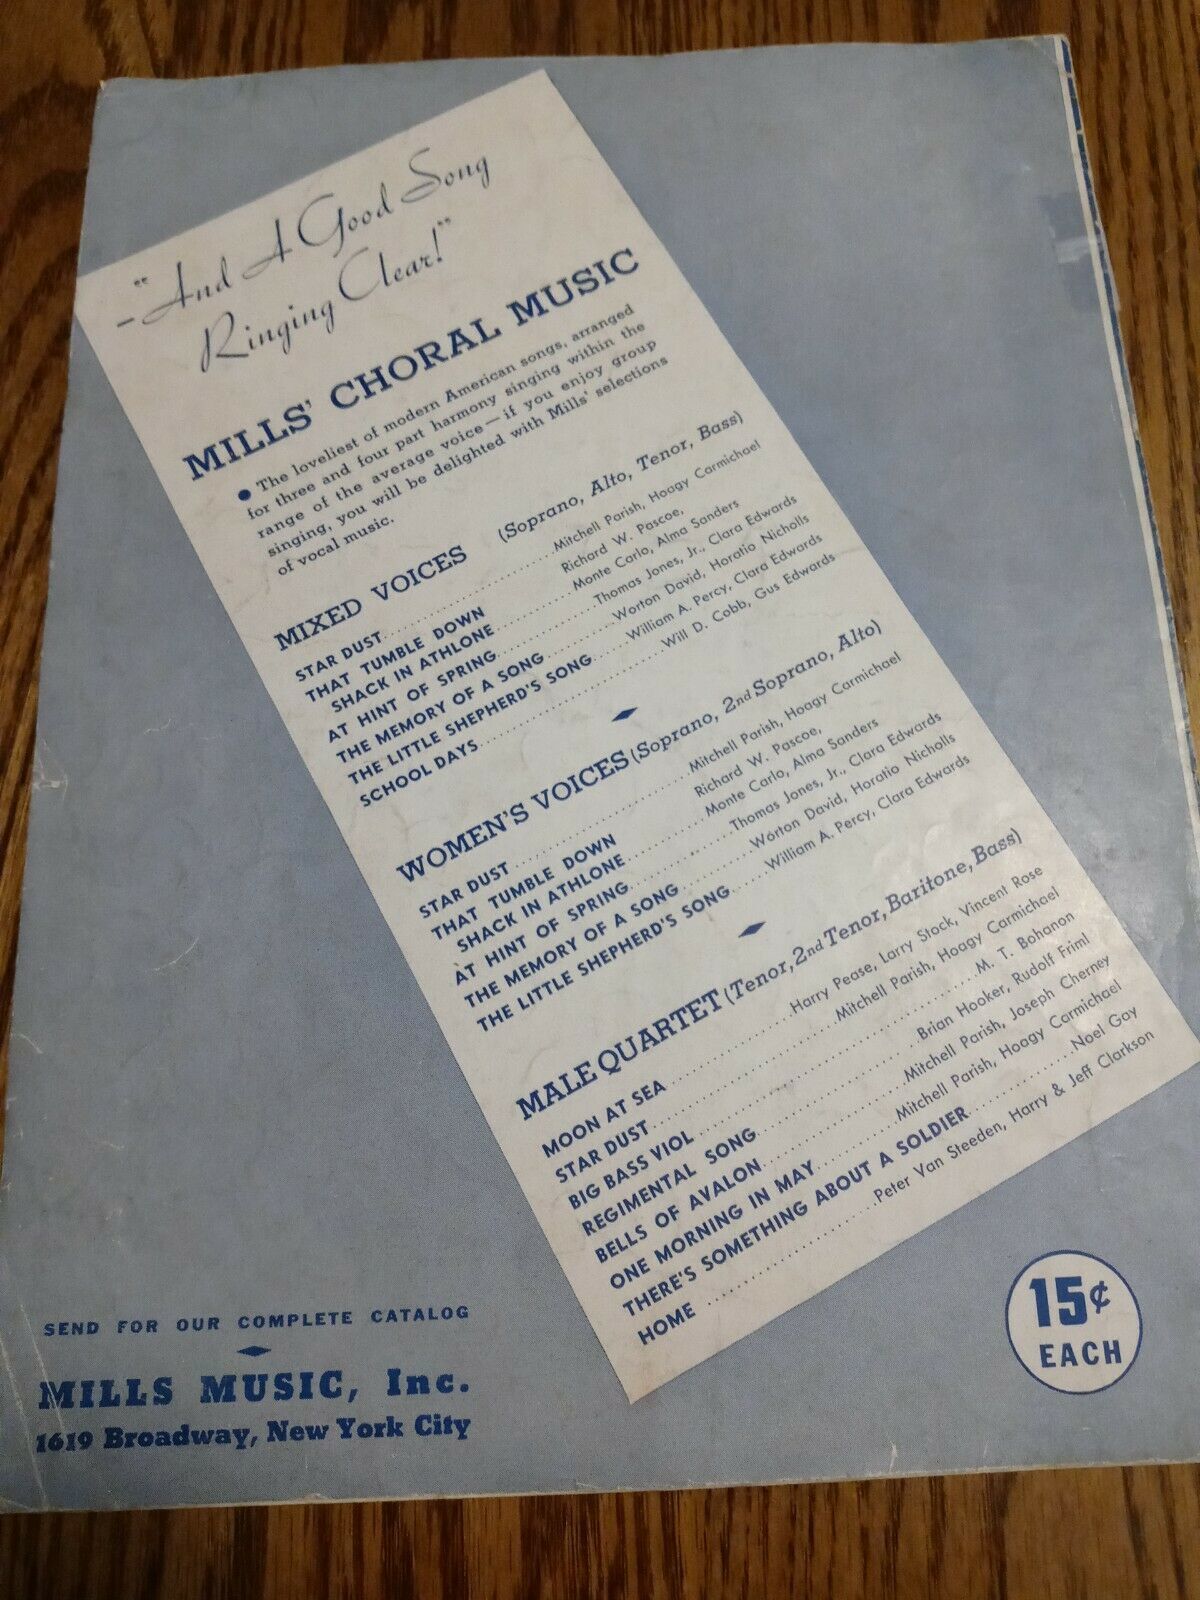 —"And A Good Song
Ringing Clear!"
MILLS' CHORAL MUSIC
● The loveliest of modern American songs, arranged
for three and four part harmony singing within the
range of the average voice—if you enjoy group
singing, you will be delighted with Mills' selections
of vocal music.
MIXED VOICES (Soprano, Alto, Tenor, Bass)
STAR DUST.............................Mitchell Parish, Hoagy Carmichael
THAT TUMBLE DOWN Richard W. Pascoe,
SHACK IN ATHLONE.............Monte Carlo, Alma Sanders
AT HINT OF SPRING.................Thomas Jones, Jr., Clara Edwards
THE MEMORY OF A SONG............Worton David, Horatio Nicholls
THE LITTLE SHEPHERD'S SONG......William A. Percy, Clara Edwards
SCHOOL DAYS..............................Will D. Cobb, Gus Edwards
WOMEN'S VOICES (Soprano, 2nd Soprano, Alto)
STAR DUST.............................Mitchell Parish, Hoagy Carmichael
THAT TUMBLE DOWN Richard W. Pascoe,
SHACK IN ATHLONE.............Monte Carlo, Alma Sanders
AT HINT OF SPRING.................Thomas Jones, Jr., Clara Edwards
THE MEMORY OF A SONG............Worton David, Horatio Nicholls
THE LITTLE SHEPHERD'S SONG......William A. Percy, Clara Edwards
MALE QUARTET (Tenor, 2nd Tenor, Baritone, Bass)
MOON AT SEA....................Harry Pease, Larry Stock, Vincent Rose
STAR DUST.............................Mitchell Parish, Hoagy Carmichael
BIG BASS VIOL..........................................M. T. Bohanon
REGIMENTAL SONG........................Brian Hooker, Rudolf Friml
BELLS OF AVALON.....................Mitchell Parish, Joseph Cherney
ONE MORNING IN MAY............Mitchell Parish, Hoagy Carmichael
THERE'S SOMETHING ABOUT A SOLDIER...............Noel Gay
HOME.........................Peter Van Steeden, Harry & Jeff Clarkson
SEND FOR OUR COMPLETE CATALOG
MILLS MUSIC, Inc.
1619 Broadway, New York City
15¢
EACH